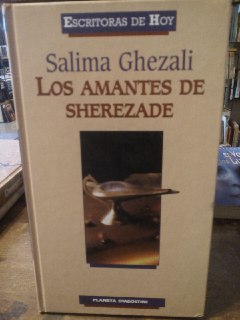 ESCRITORAS DE HOY
Salima Ghezali
LOS AMANTES DE
SHEREZADE
PLANETA DEAGOSTINI